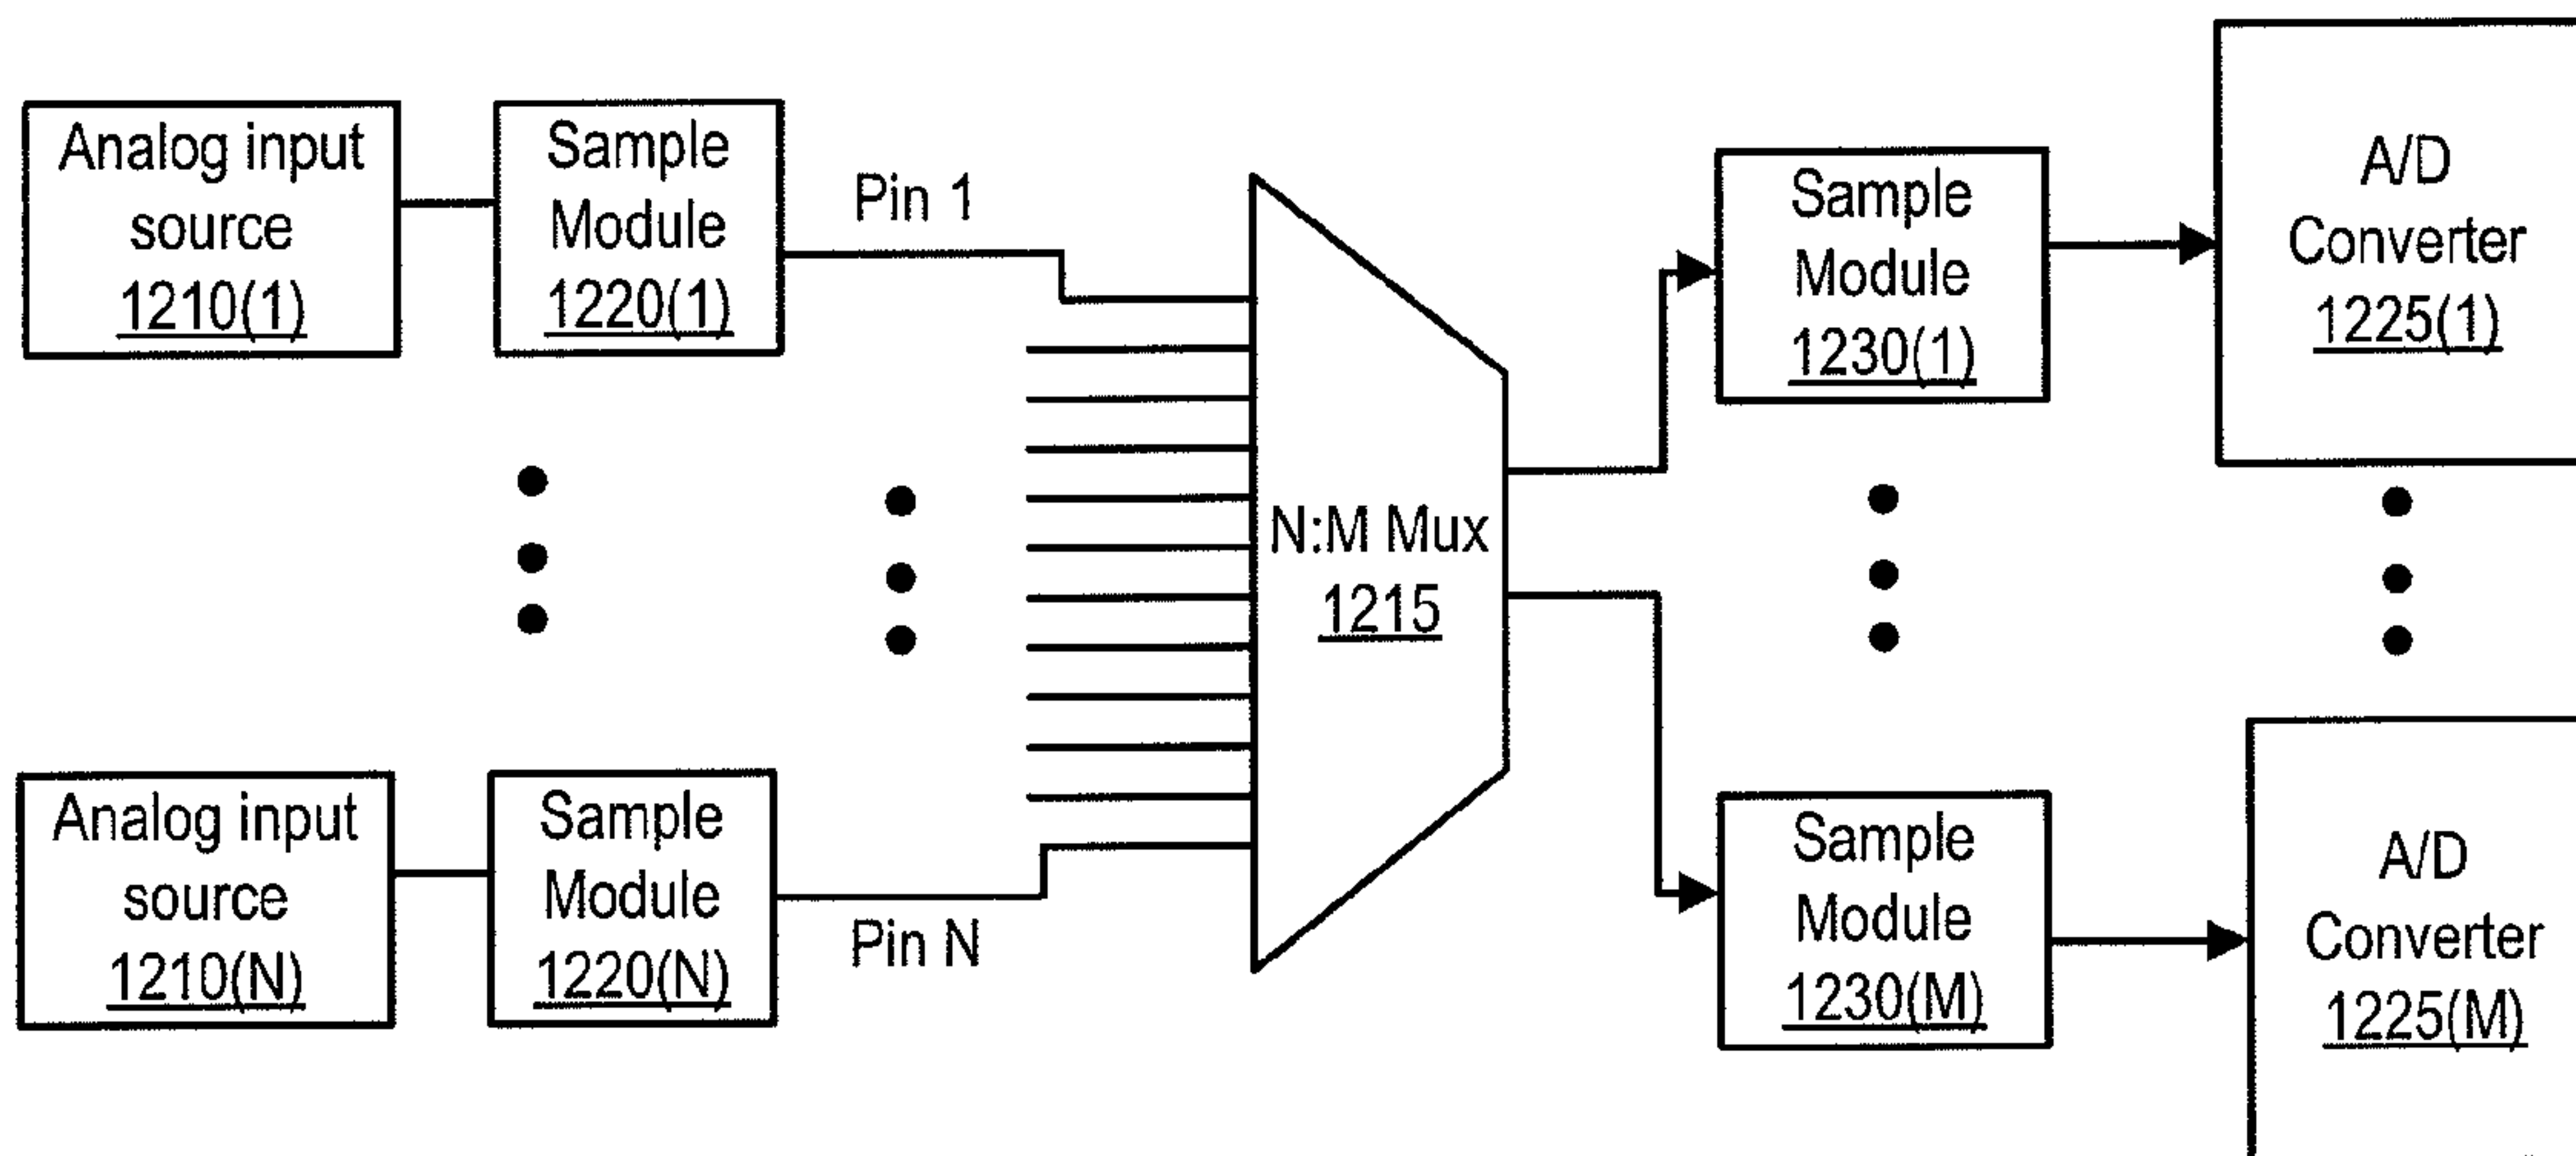 Analog input
source
1210(1)
Sample
Module
1220(1)
Pin 1
N:M Mux
1215
Sample
Module
1230(1)
A/D
Converter
1225(1)
Analog input
source
1210(N)
Sample
Module
1220(N)
Pin N
Sample
Module
1230(M)
A/D
Converter
1225(M)